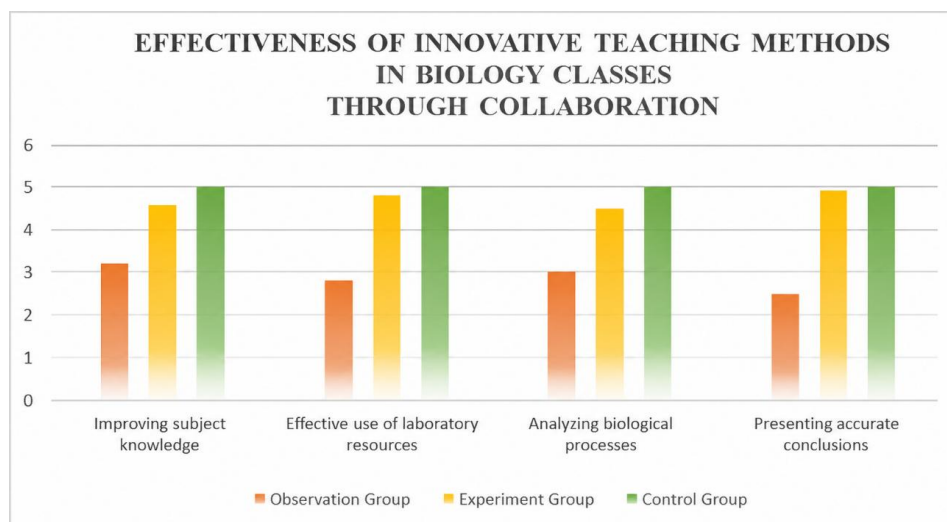 EFFECTIVENESS OF INNOVATIVE TEACHING METHODS
IN BIOLOGY CLASSES
THROUGH COLLABORATION
6
5
4
3
2
1
0
Improving subject
knowledge
Effective use of laboratory
resources
Analyzing biological
processes
Presenting accurate
conclusions
Observation Group
Experiment Group
Control Group